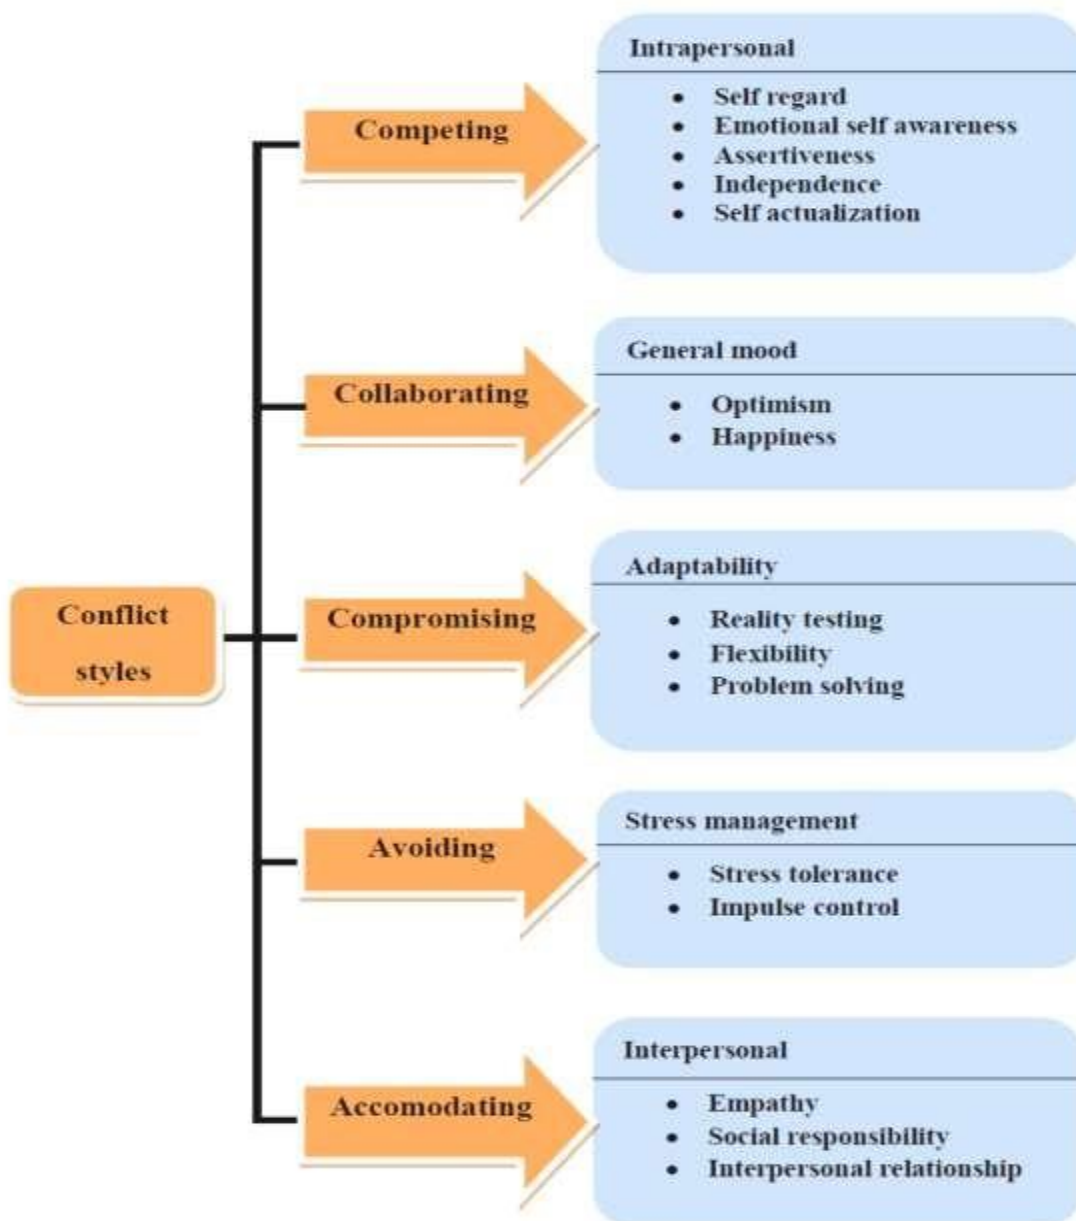 Intrapersonal
Competing
• Self regard
• Emotional self awareness
• Assertiveness
• Independence
• Self actualization
General mood
Collaborating
• Optimism
• Happiness
Conflict
styles
Adaptability
Compromising
• Reality testing
• Flexibility
• Problem solving
Stress management
Avoiding
• Stress tolerance
• Impulse control
Interpersonal
Accomodating
• Empathy
• Social responsibility
• Interpersonal relationship